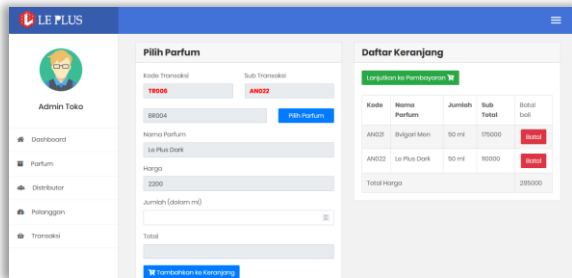 LE PLUS
Admin Toko
Dashboard
Parfum
Distributor
Pelanggan
Transaksi
Pilih Parfum
Kode Transaksi Sub Transaksi
TR006 AN022
BR004 Pilih Parfum
Nama Parfum
Le Plus Dark
Harga
2200
Jumlah (dalam ml)
Total
Tambahkan ke Keranjang
Daftar Keranjang
Lanjutkan ke Pembayaran
Kode Nama Parfum Jumlah Sub Total Batal beli
AN021 Bvlgari Men 50 ml 175000 Batal
AN022 Le Plus Dark 50 ml 110000 Batal
Total Harga 285000